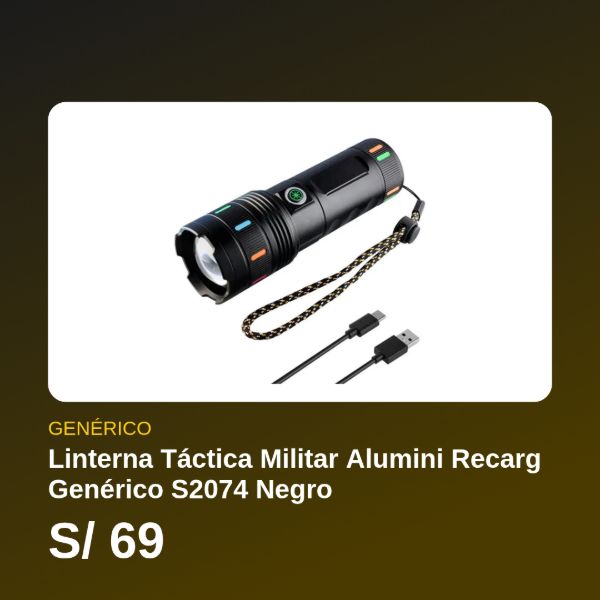 GENÉRICO
Linterna Táctica Militar Alumini Recarg
Genérico S2074 Negro
S/ 69